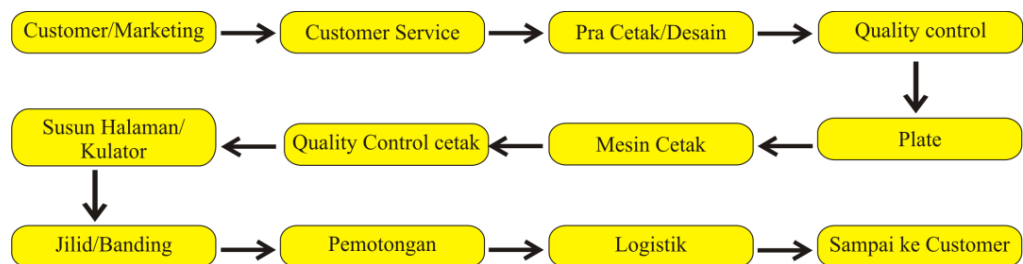 Customer/Marketing
Customer Service
Pra Cetak/Desain
Quality control
Plate
Mesin Cetak
Quality Control cetak
Susun Halaman/
Kulator
Jilid/Banding
Pemotongan
Logistik
Sampai ke Customer